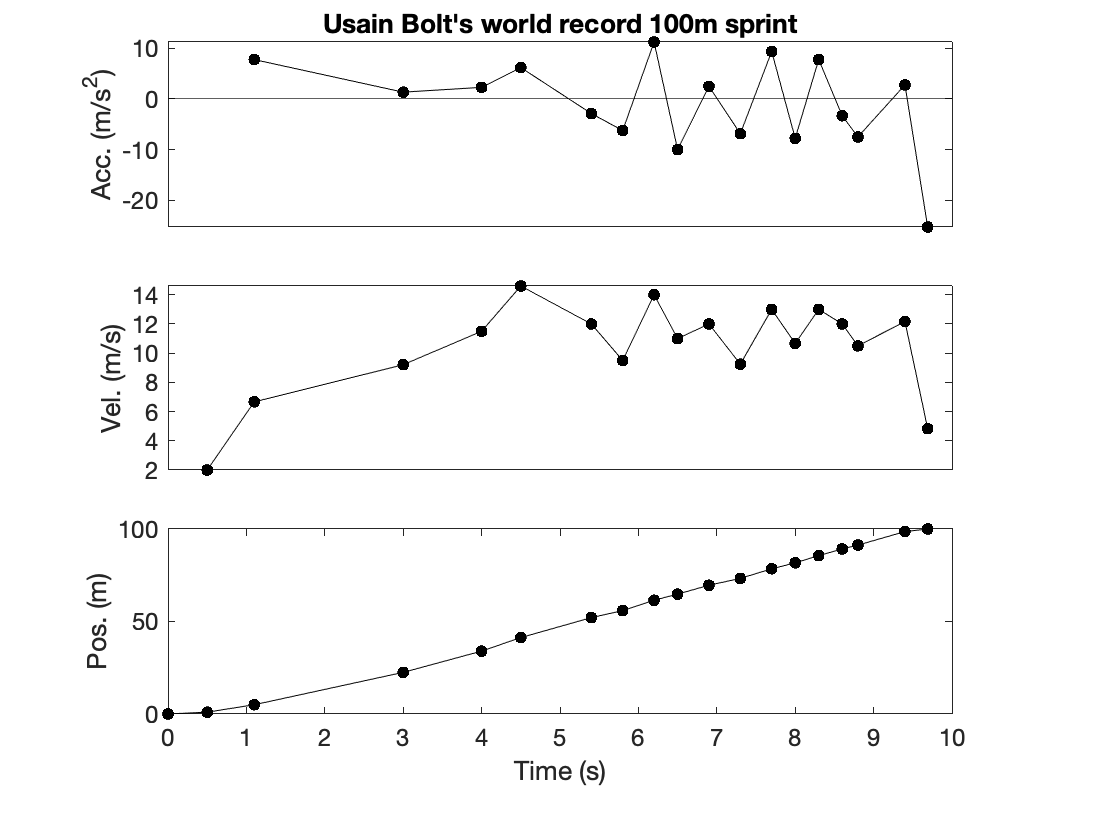 Usain Bolt's world record 100m sprint
10
0
-10
-20
Acc. (m/s²)
14
12
10
8
6
4
2
Vel. (m/s)
100
50
0
Pos. (m)
0 1 2 3 4 5 6 7 8 9 10
Time (s)